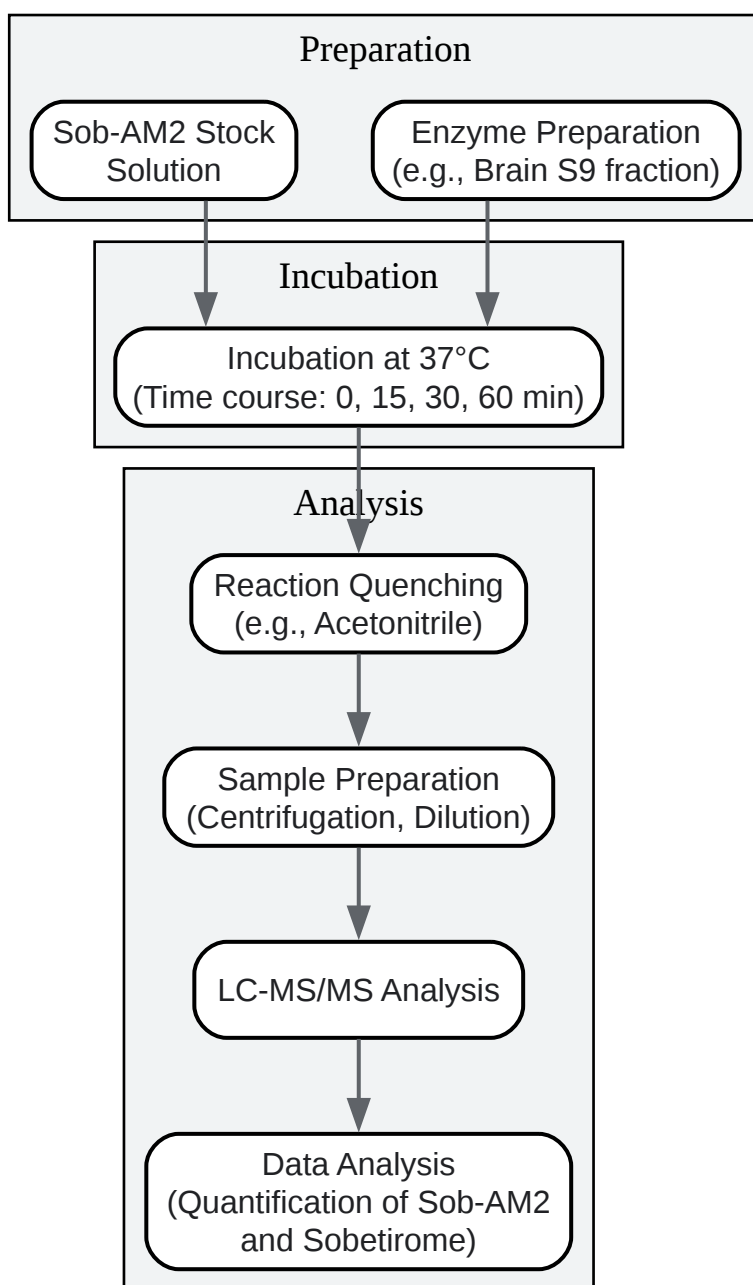 Preparation
Sob-AM2 Stock
Solution
Enzyme Preparation
(e.g., Brain S9 fraction)
Incubation
Incubation at 37°C
(Time course: 0, 15, 30, 60 min)
Analysis
Reaction Quenching
(e.g., Acetonitrile)
Sample Preparation
(Centrifugation, Dilution)
LC-MS/MS Analysis
Data Analysis
(Quantification of Sob-AM2
and Sobetirome)